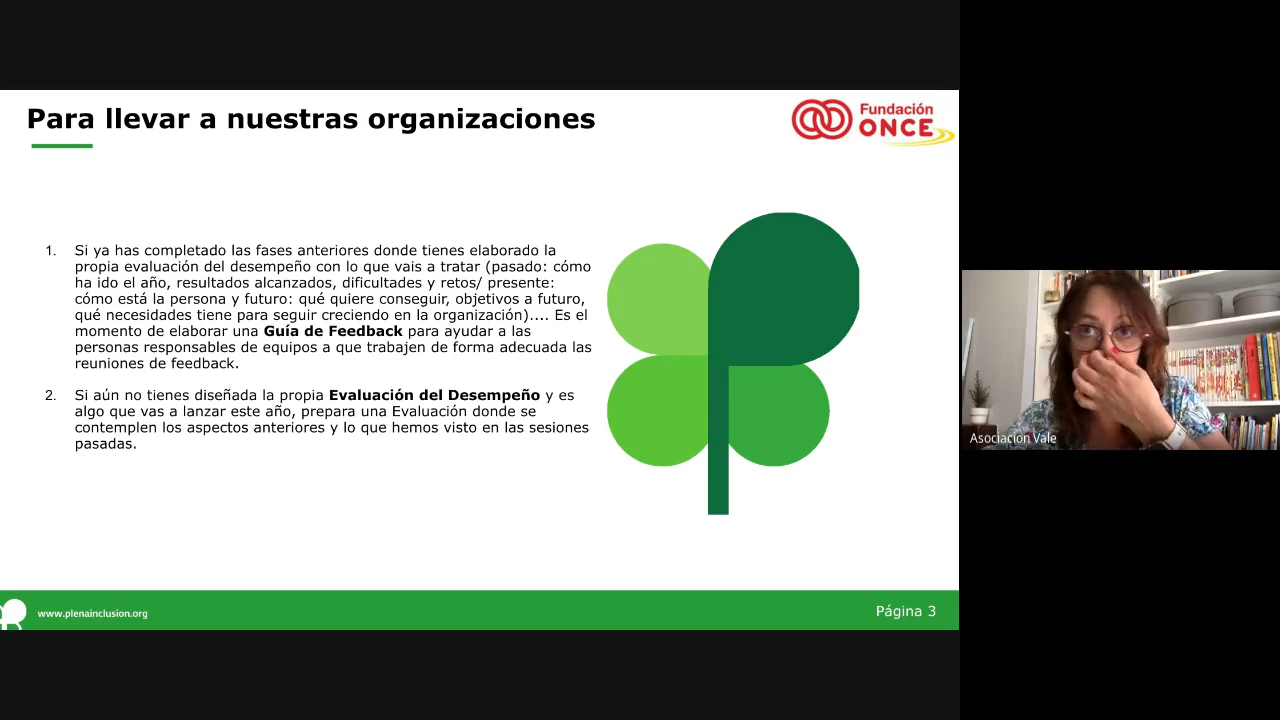 Para llevar a nuestras organizaciones
Fundación
ONCE
1. Si ya has completado las fases anteriores donde tienes elaborado la
propia evaluación del desempeño con lo que vais a tratar (pasado: cómo
ha ido el año, resultados alcanzados, dificultades y retos/ presente:
cómo está la persona y futuro: qué quiere conseguir, objetivos a futuro,
qué necesidades tiene para seguir creciendo en la organización).... Es el
momento de elaborar una Guía de Feedback para ayudar a las
personas responsables de equipos a que trabajen de forma adecuada las
reuniones de feedback.
2. Si aún no tienes diseñada la propia Evaluación del Desempeño y es
algo que vas a lanzar este año, prepara una Evaluación donde se
contemplen los aspectos anteriores y lo que hemos visto en las sesiones
pasadas.
Asociación Vale
www.plenainclusion.org
Página 3